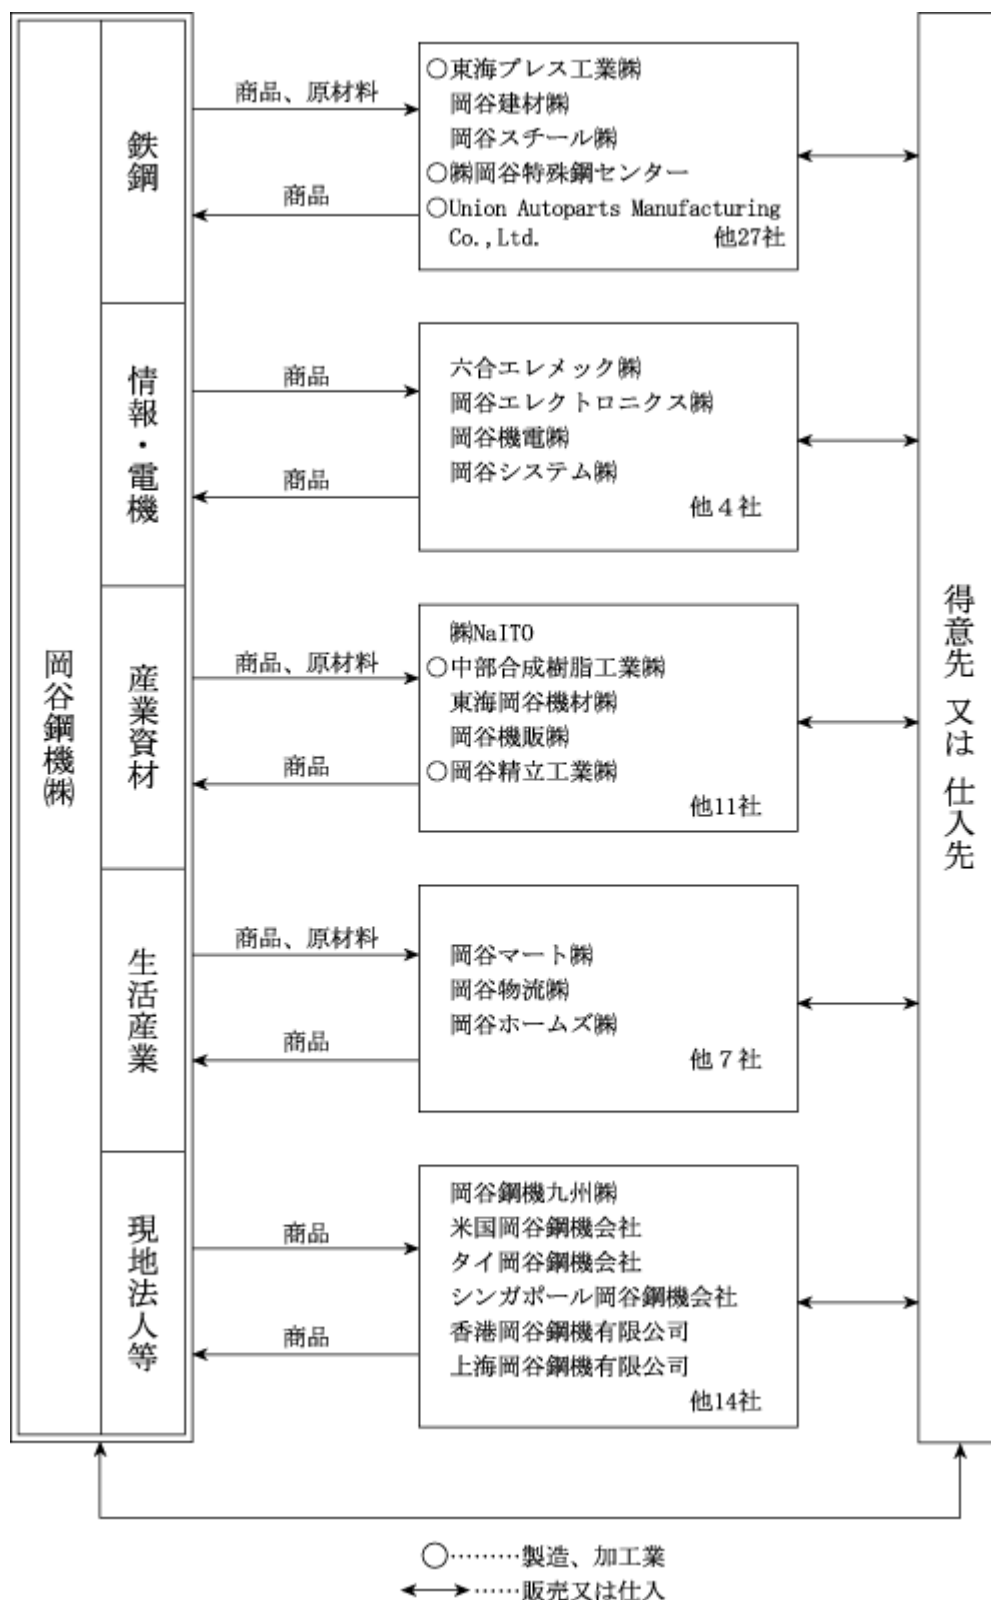 岡谷鋼機㈱
鉄鋼
商品、原材料
商品
○東海プレス工業㈱
岡谷建材㈱
岡谷スチール㈱
○㈱岡谷特殊鋼センター
○Union Autoparts Manufacturing
Co.,Ltd. 他27社
情報・電機
商品
商品
六合エレメック㈱
岡谷エレクトロニクス㈱
岡谷機電㈱
岡谷システム㈱
他４社
産業資材
商品、原材料
商品
㈱NaITO
○中部合成樹脂工業㈱
東海岡谷機材㈱
岡谷機販㈱
○岡谷精立工業㈱
他11社
生活産業
商品、原材料
商品
岡谷マート㈱
岡谷物流㈱
岡谷ホームズ㈱
他７社
現地法人等
商品
商品
岡谷鋼機九州㈱
米国岡谷鋼機会社
タイ岡谷鋼機会社
シンガポール岡谷鋼機会社
香港岡谷鋼機有限公司
上海岡谷鋼機有限公司
他14社
得意先 又は 仕入先
○………製造、加工業
←→……販売又は仕入